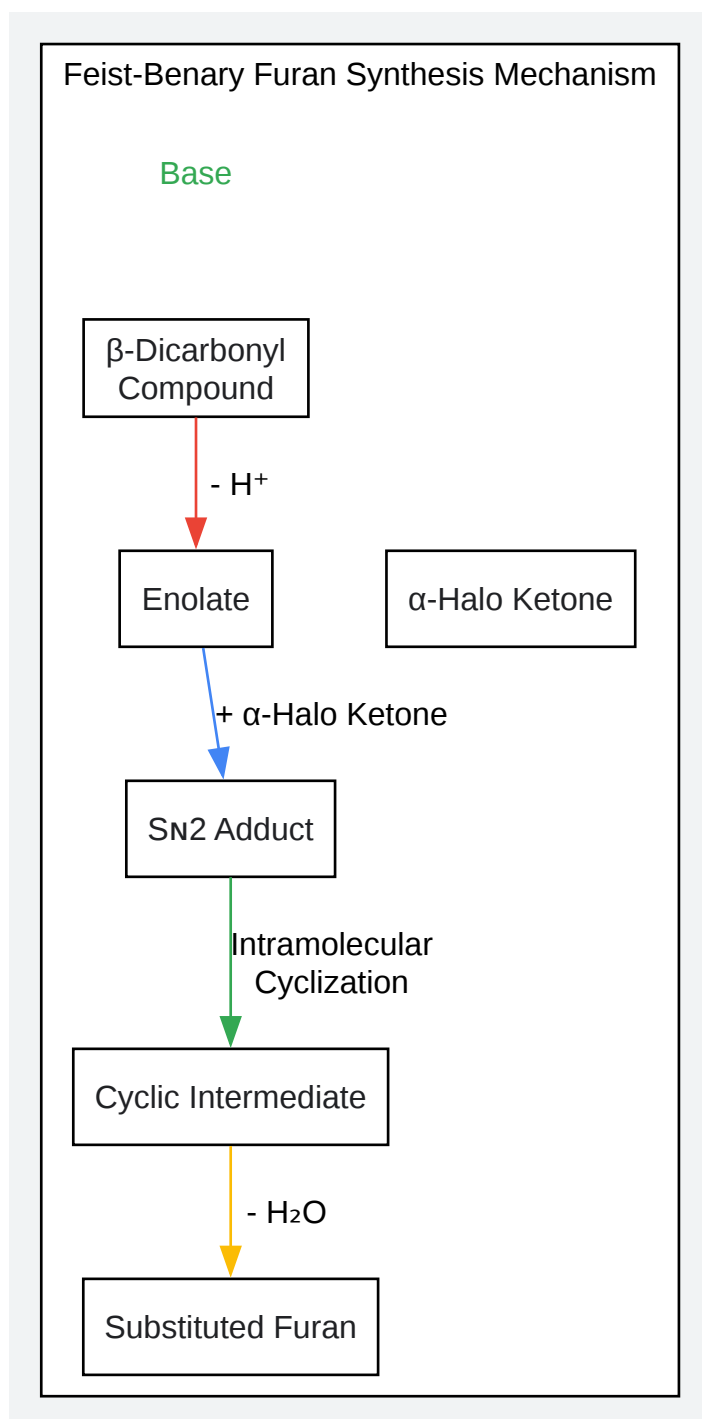 Feist-Benary Furan Synthesis Mechanism
Base
β-Dicarbonyl
Compound
- H⁺
Enolate
α-Halo Ketone
+ α-Halo Ketone
Sɴ2 Adduct
Intramolecular
Cyclization
Cyclic Intermediate
- H₂O
Substituted Furan